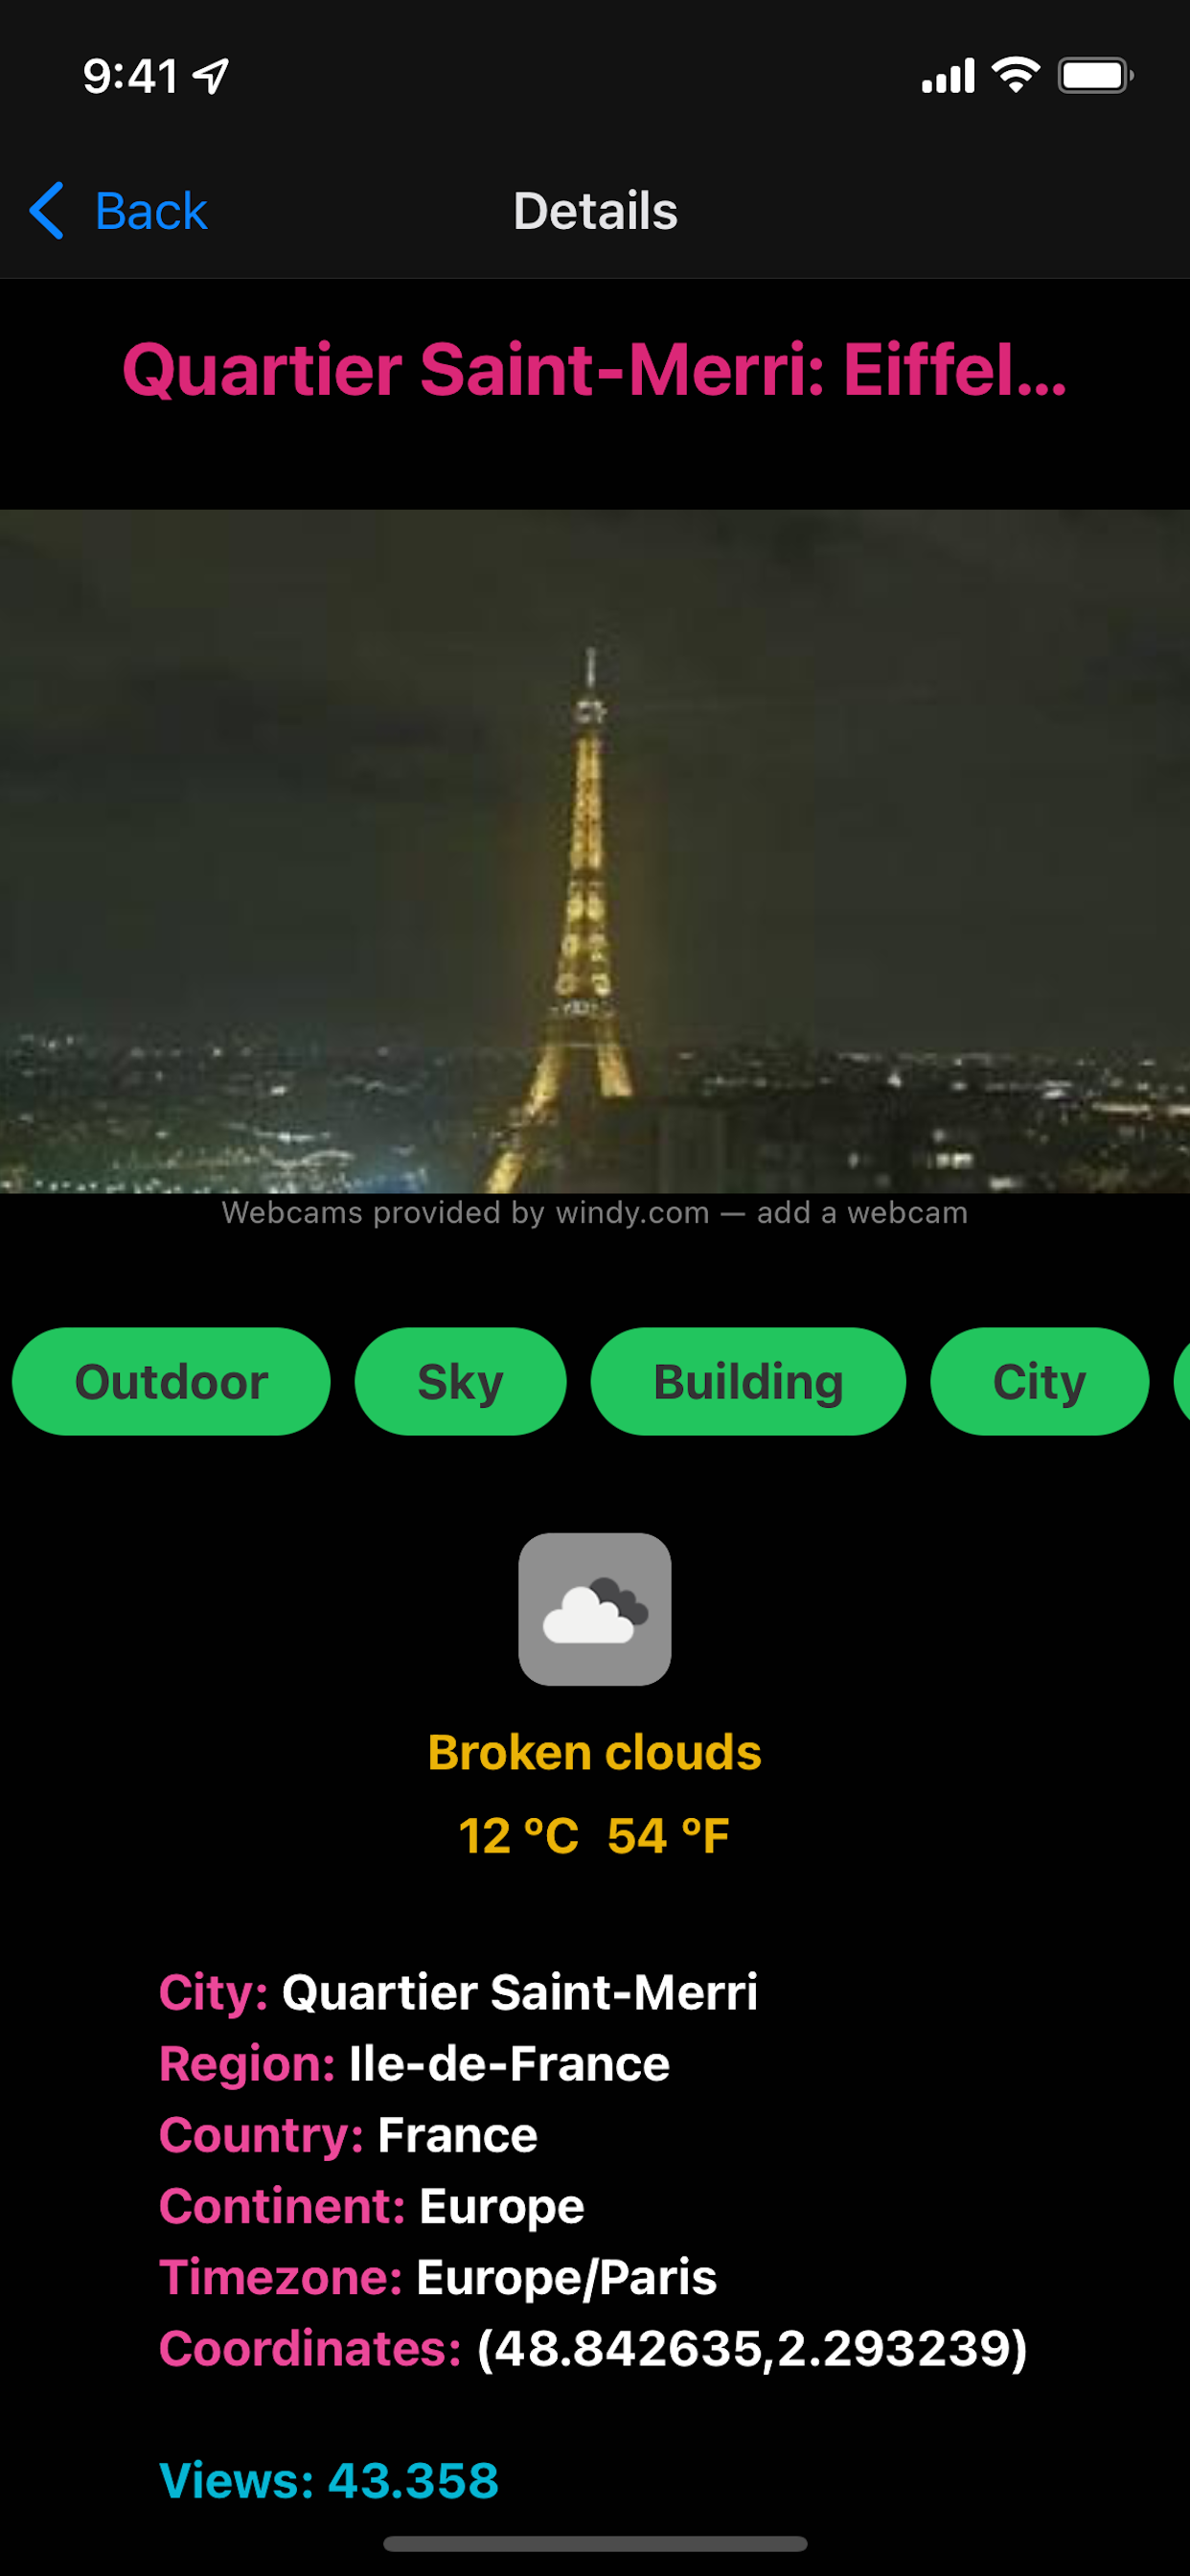 9:41
Back
Details
Quartier Saint-Merri: Eiffel...
Webcams provided by windy.com — add a webcam
Outdoor
Sky
Building
City
Broken clouds
12 ºC 54 ºF
City: Quartier Saint-Merri
Region: Ile-de-France
Country: France
Continent: Europe
Timezone: Europe/Paris
Coordinates: (48.842635,2.293239)
Views: 43.358